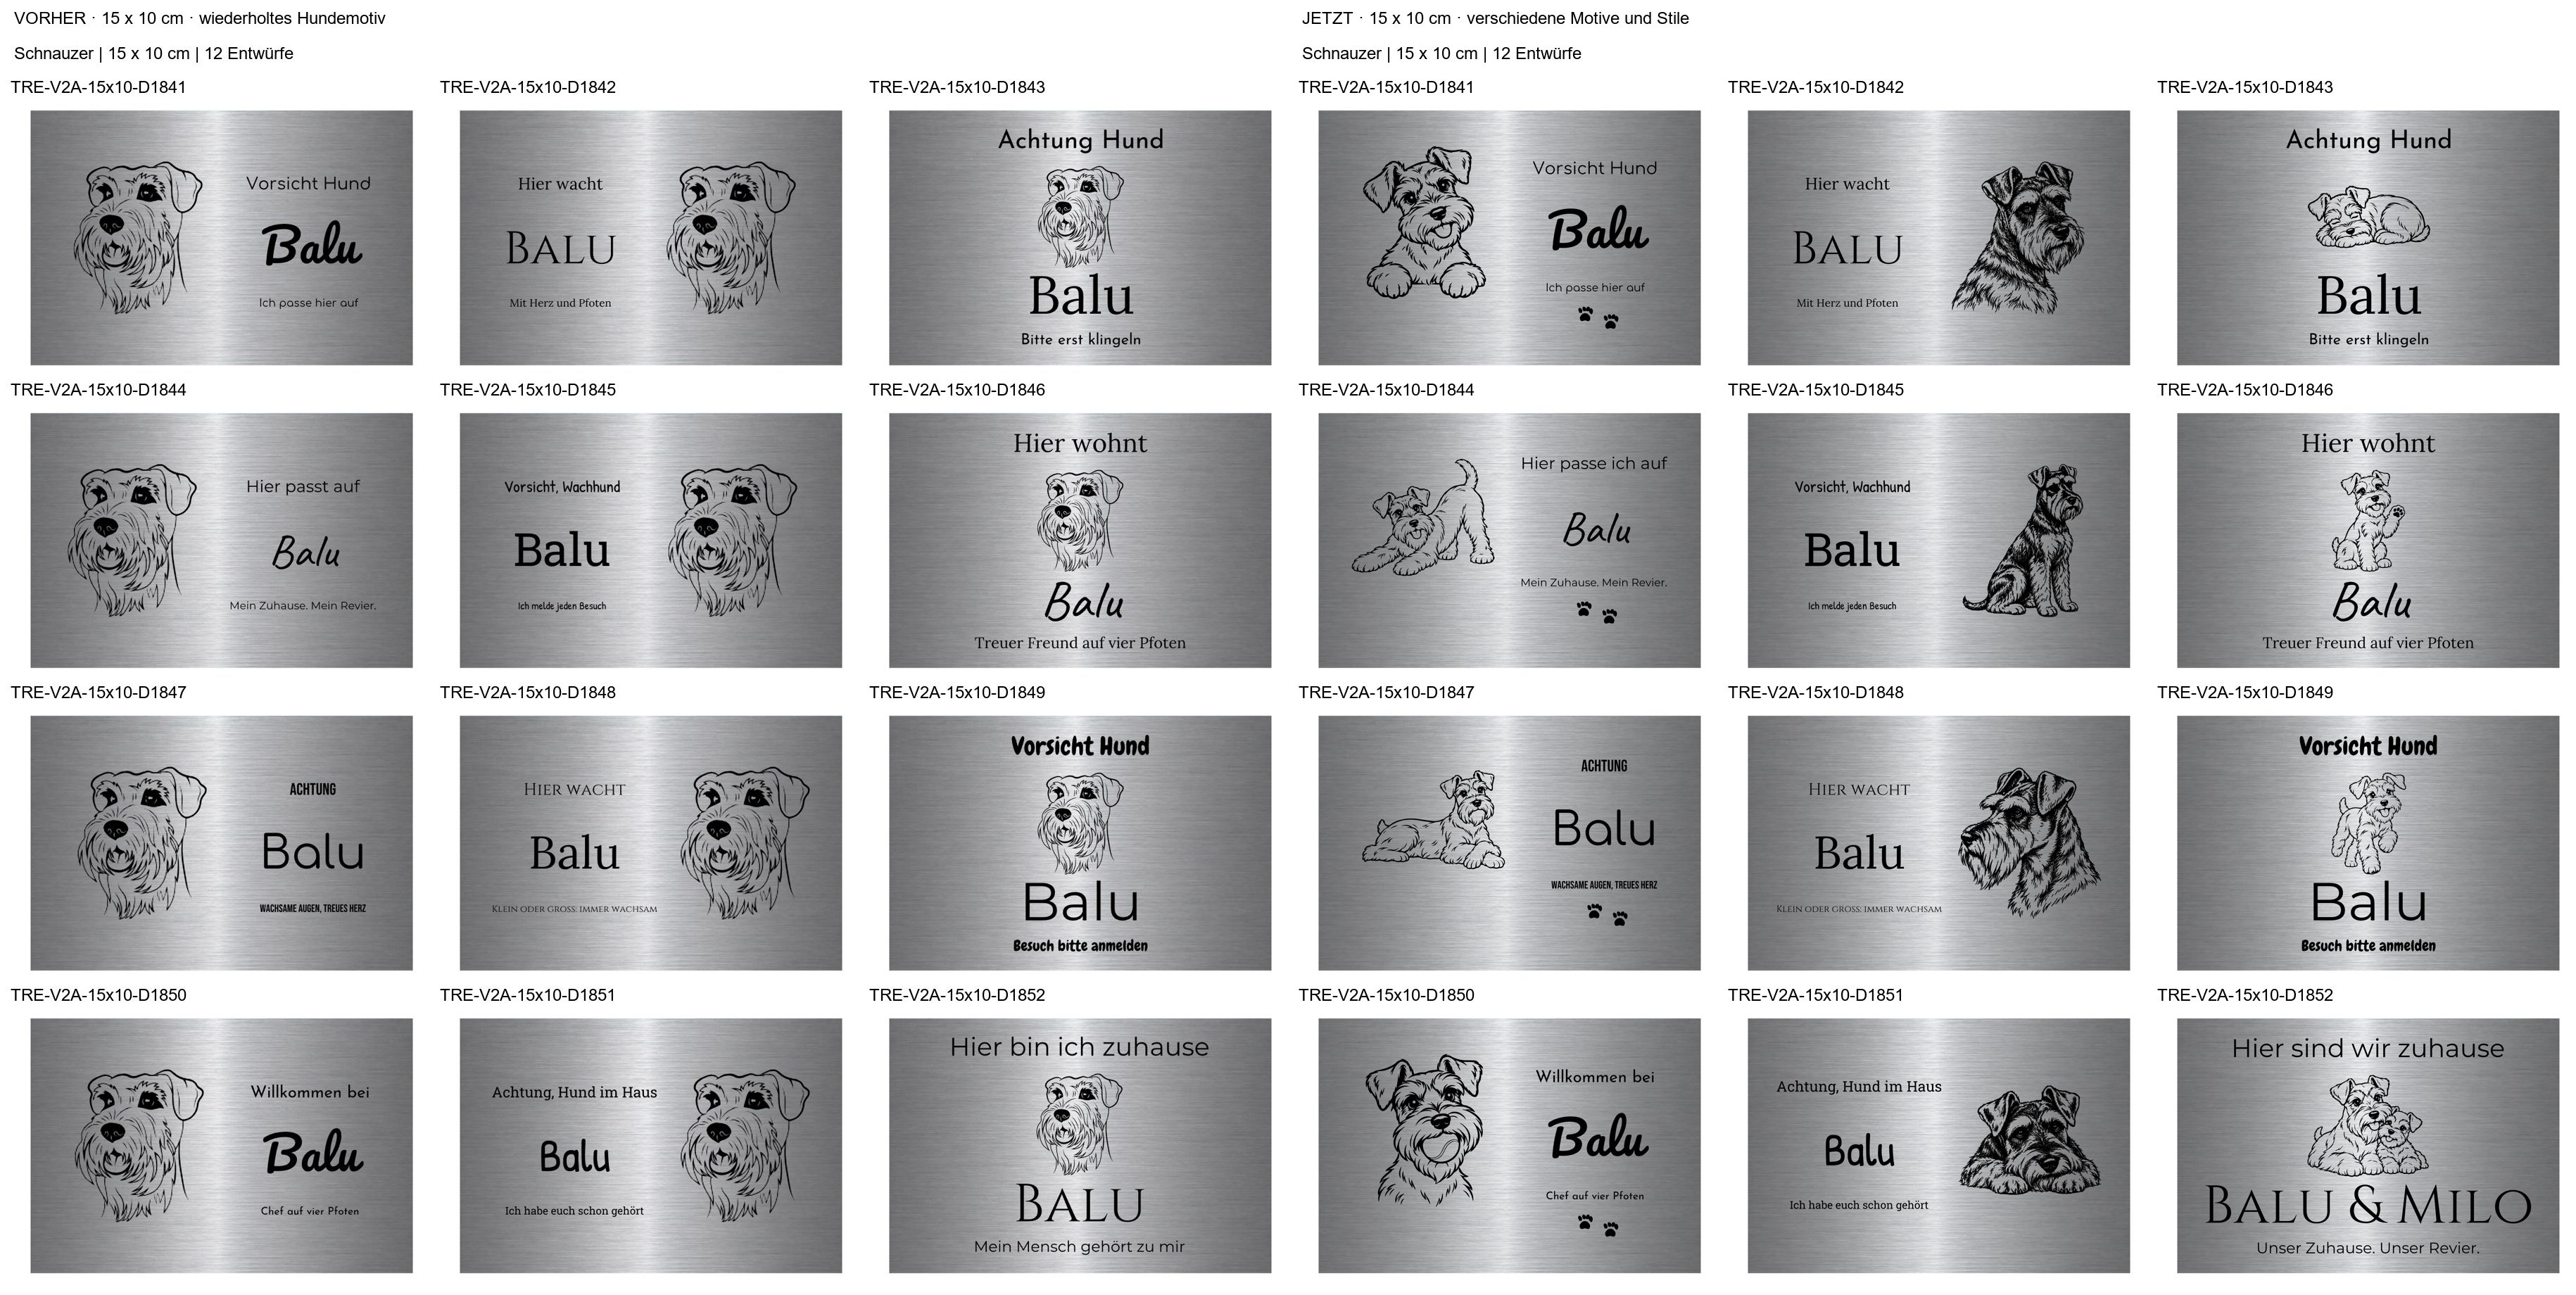 VORHER · 15 x 10 cm · wiederholtes Hundemotiv
Schnauzer | 15 x 10 cm | 12 Entwürfe
TRE-V2A-15x10-D1841
Vorsicht Hund
Balu
Ich passe hier auf
TRE-V2A-15x10-D1842
Hier wacht
BALU
Mit Herz und Pfoten
TRE-V2A-15x10-D1843
Achtung Hund
Balu
Bitte erst klingeln
TRE-V2A-15x10-D1844
Hier passt auf
Balu
Mein Zuhause. Mein Revier.
TRE-V2A-15x10-D1845
Vorsicht, Wachhund
Balu
Ich melde jeden Besuch
TRE-V2A-15x10-D1846
Hier wohnt
Balu
Treuer Freund auf vier Pfoten
TRE-V2A-15x10-D1847
ACHTUNG
Balu
WACHSAME AUGEN, TREUES HERZ
TRE-V2A-15x10-D1848
HIER WACHT
Balu
KLEIN ODER GROSS: IMMER WACHSAM
TRE-V2A-15x10-D1849
Vorsicht Hund
Balu
Besuch bitte anmelden
TRE-V2A-15x10-D1850
Willkommen bei
Balu
Chef auf vier Pfoten
TRE-V2A-15x10-D1851
Achtung, Hund im Haus
Balu
Ich habe euch schon gehört
TRE-V2A-15x10-D1852
Hier bin ich zuhause
BALU
Mein Mensch gehört zu mir
JETZT · 15 x 10 cm · verschiedene Motive und Stile
Schnauzer | 15 x 10 cm | 12 Entwürfe
TRE-V2A-15x10-D1841
Vorsicht Hund
Balu
Ich passe hier auf
TRE-V2A-15x10-D1842
Hier wacht
BALU
Mit Herz und Pfoten
TRE-V2A-15x10-D1843
Achtung Hund
Balu
Bitte erst klingeln
TRE-V2A-15x10-D1844
Hier passe ich auf
Balu
Mein Zuhause. Mein Revier.
TRE-V2A-15x10-D1845
Vorsicht, Wachhund
Balu
Ich melde jeden Besuch
TRE-V2A-15x10-D1846
Hier wohnt
Balu
Treuer Freund auf vier Pfoten
TRE-V2A-15x10-D1847
ACHTUNG
Balu
WACHSAME AUGEN, TREUES HERZ
TRE-V2A-15x10-D1848
HIER WACHT
Balu
KLEIN ODER GROSS: IMMER WACHSAM
TRE-V2A-15x10-D1849
Vorsicht Hund
Balu
Besuch bitte anmelden
TRE-V2A-15x10-D1850
Willkommen bei
Balu
Chef auf vier Pfoten
TRE-V2A-15x10-D1851
Achtung, Hund im Haus
Balu
Ich habe euch schon gehört
TRE-V2A-15x10-D1852
Hier sind wir zuhause
BALU & MILO
Unser Zuhause. Unser Revier.